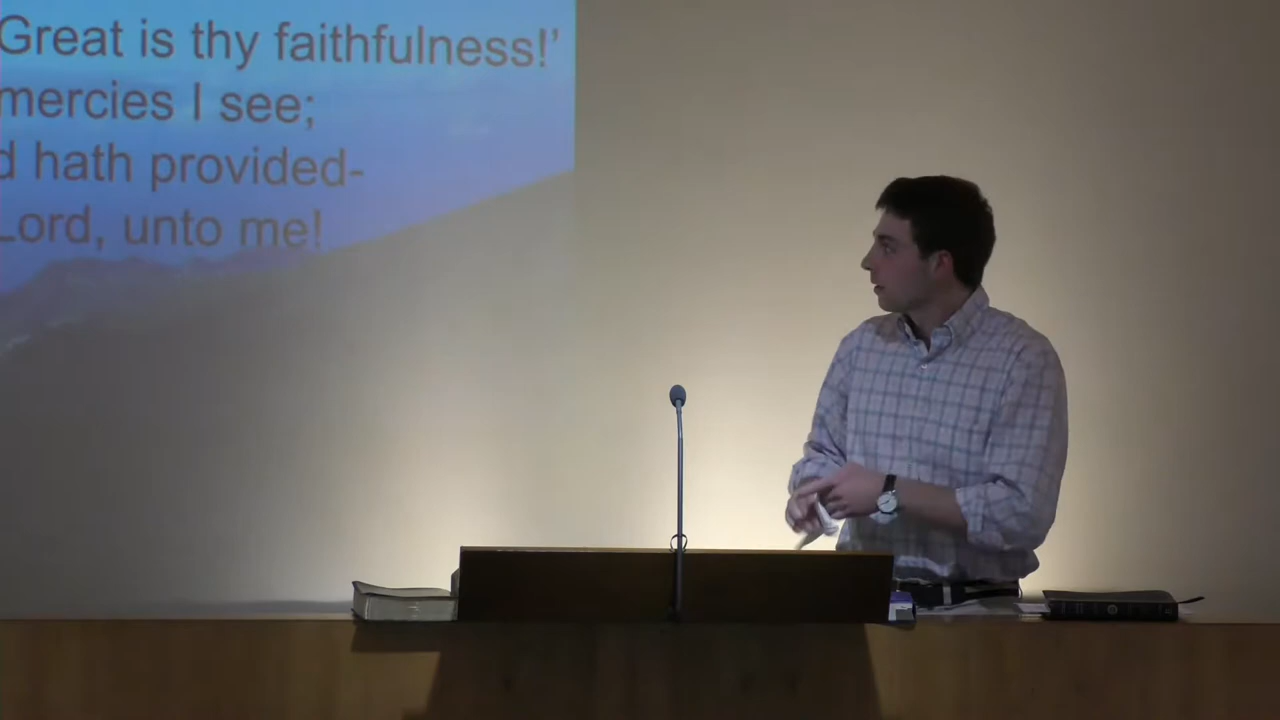 Great is thy faithfulness!’
mercies I see;
d hath provided-
Lord, unto me!